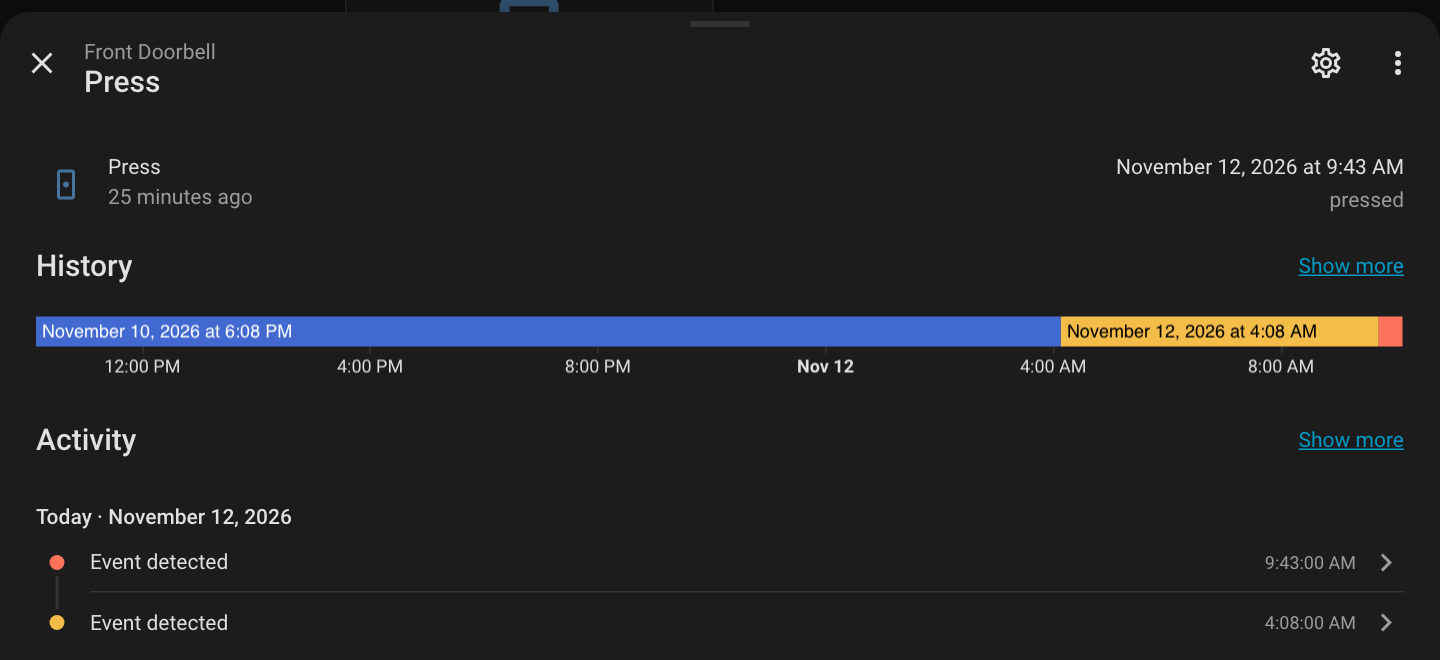 Front Doorbell
Press
Press
November 12, 2026 at 9:43 AM
25 minutes ago
pressed
History
Show more
November 10, 2026 at 6:08 PM
November 12, 2026 at 4:08 AM
12:00 PM
4:00 PM
8:00 PM
Nov 12
4:00 AM
8:00 AM
Activity
Show more
Today · November 12, 2026
Event detected
9:43:00 AM
Event detected
4:08:00 AM